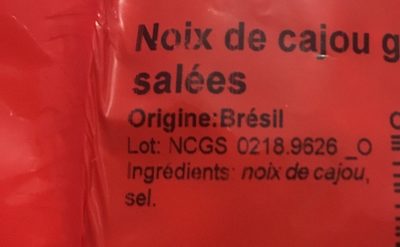 Noix de cajou g
salées
Origine:Brésil
Lot: NCGS 0218.9626 _O
Ingrédients: noix de cajou,
sel.